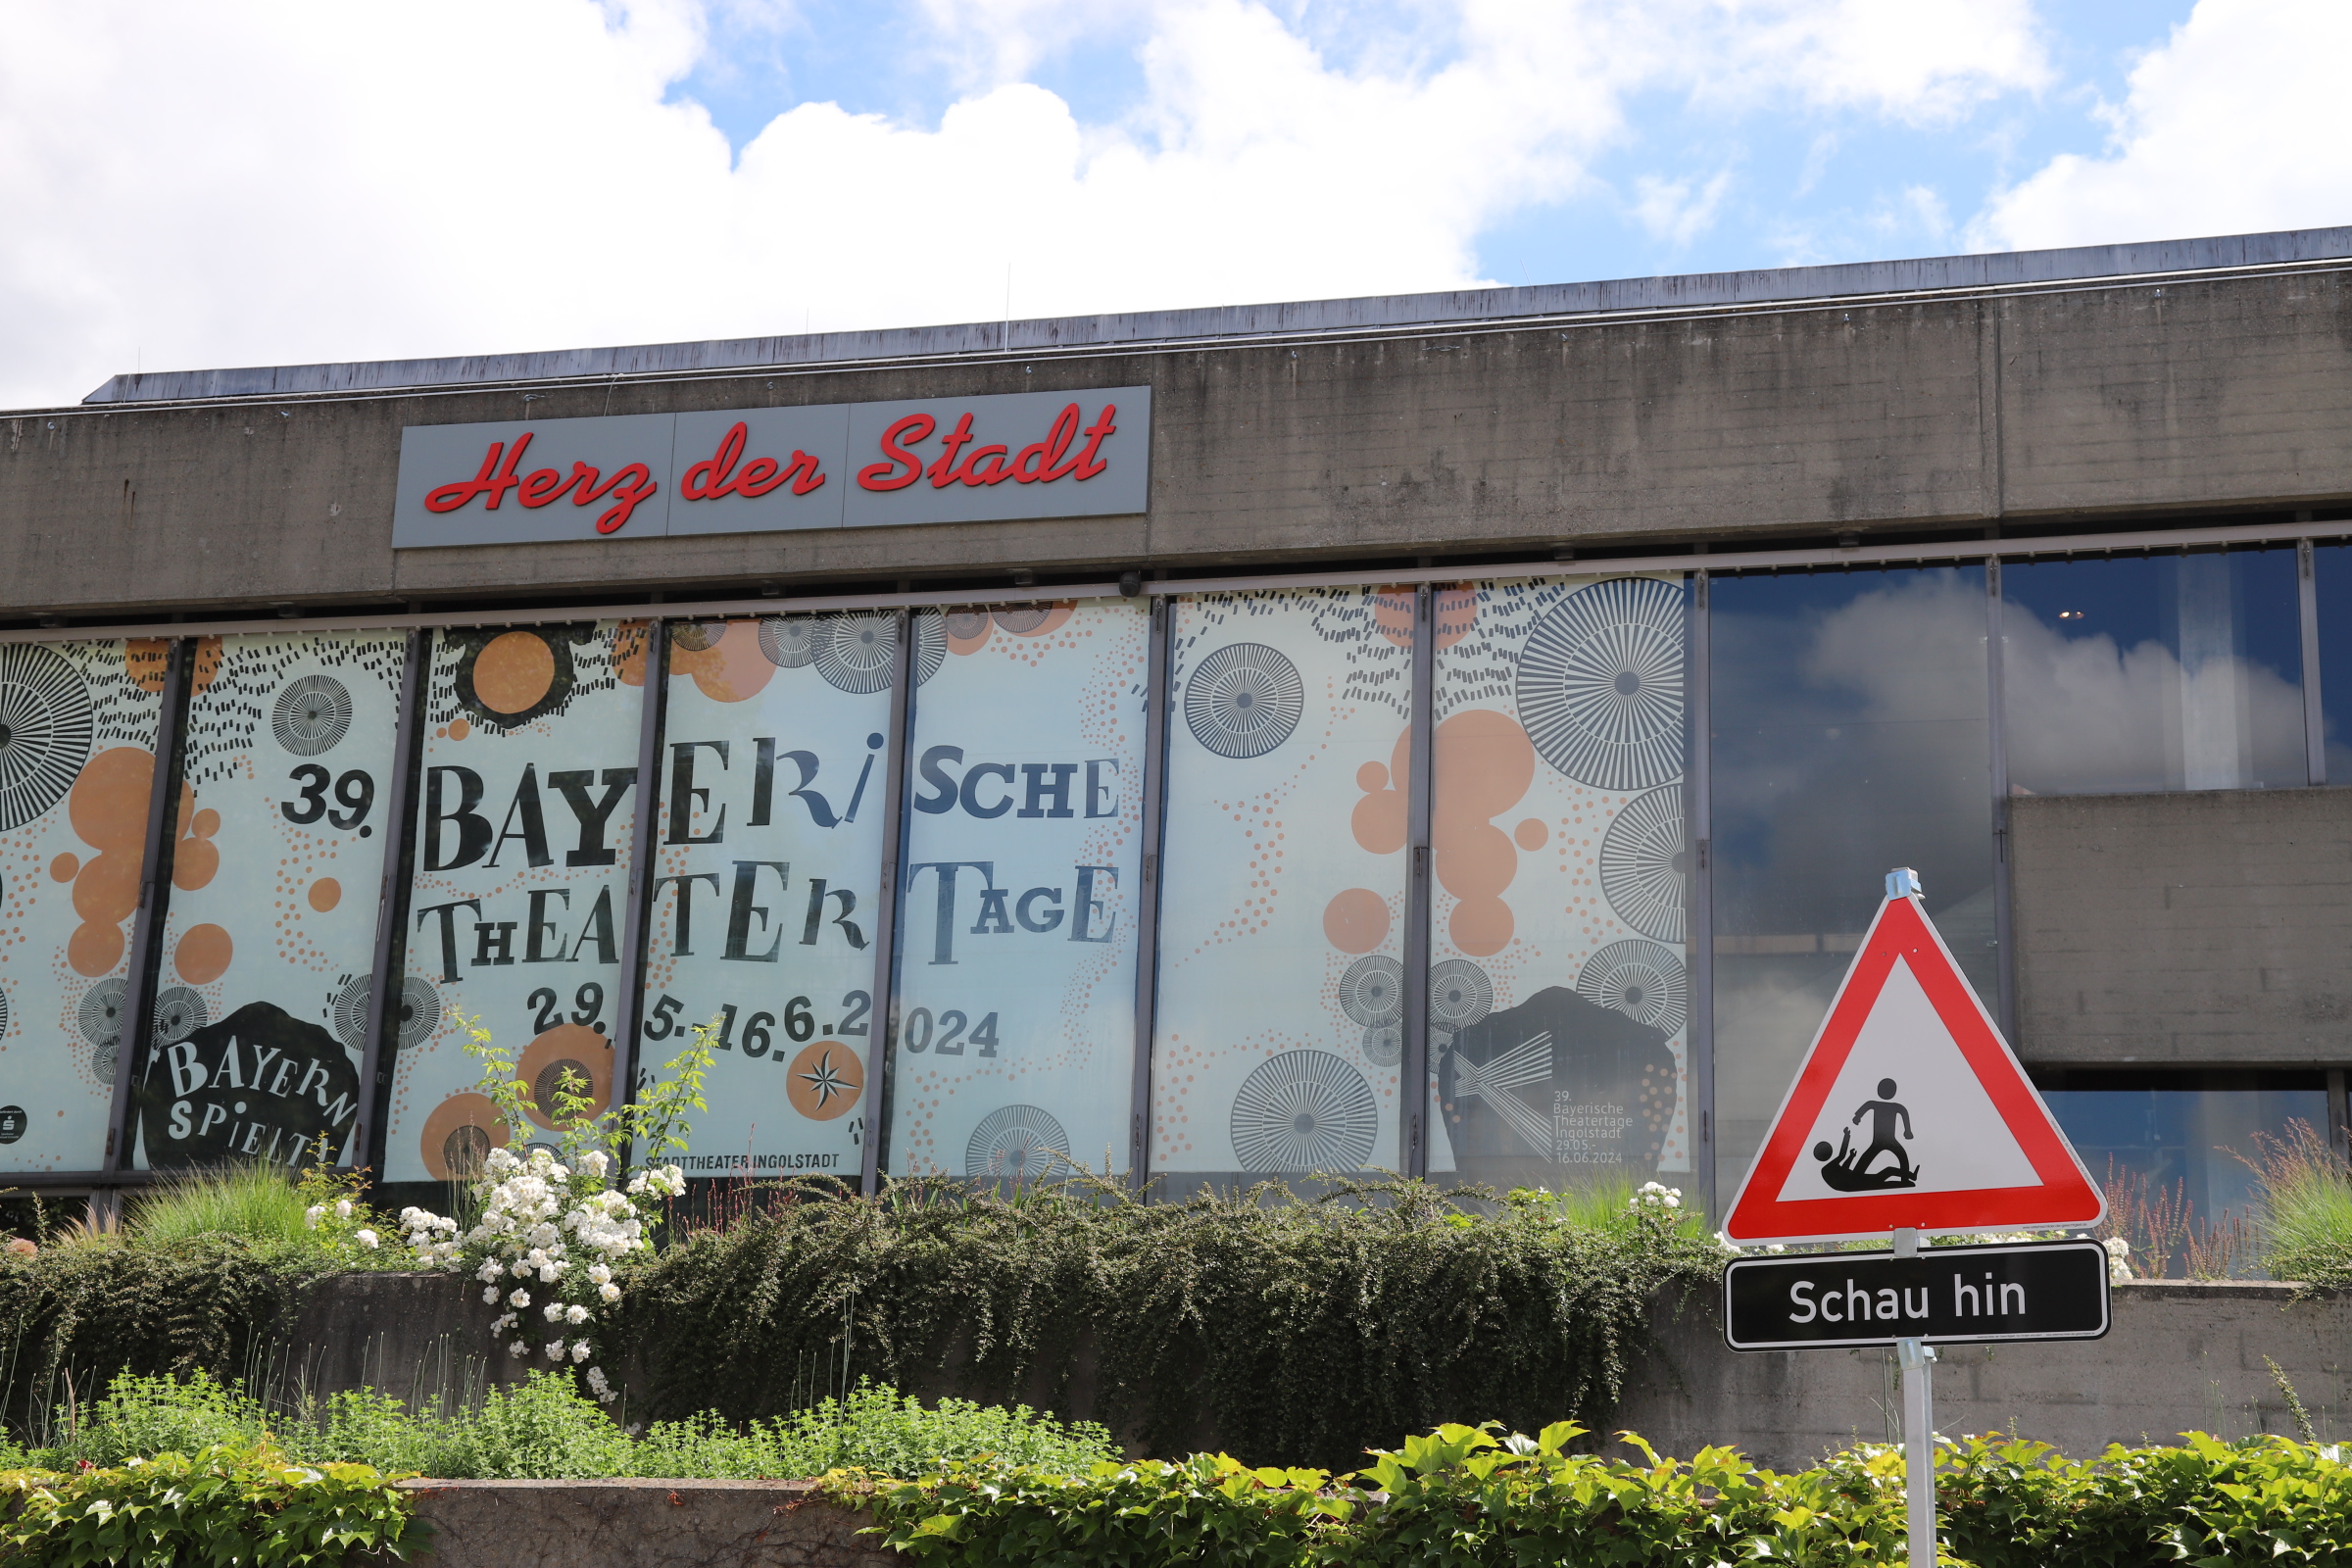 Herz der Stadt
39. BAYERiSCHE
THEATERTAGE
29.5.-16.6.2024
BAYERN
SPiELT
STADTTHEATER INGOLSTADT
39.
Bayerische
Theatertage
Ingolstadt
29.05.-
16.06.2024
Schau hin